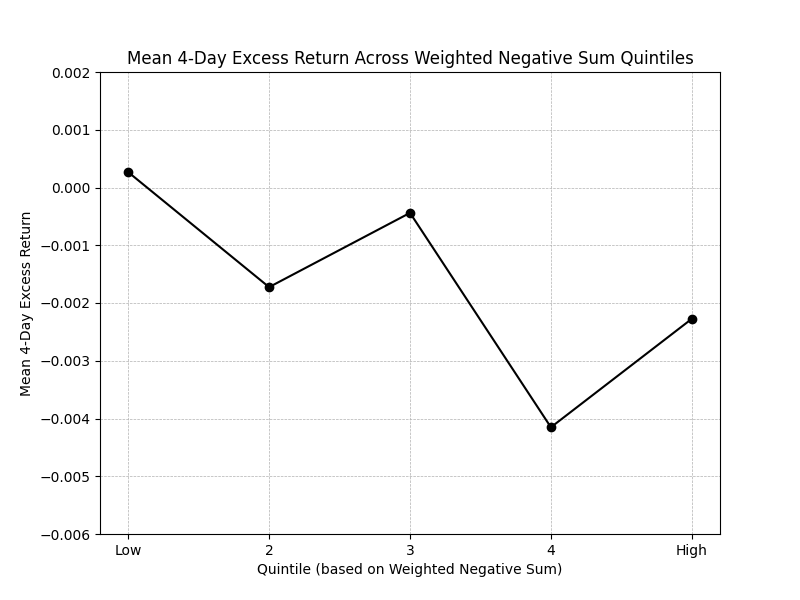 Mean 4-Day Excess Return Across Weighted Negative Sum Quintiles
Mean 4-Day Excess Return
0.002
0.001
0.000
−0.001
−0.002
−0.003
−0.004
−0.005
−0.006
Low 2 3 4 High
Quintile (based on Weighted Negative Sum)